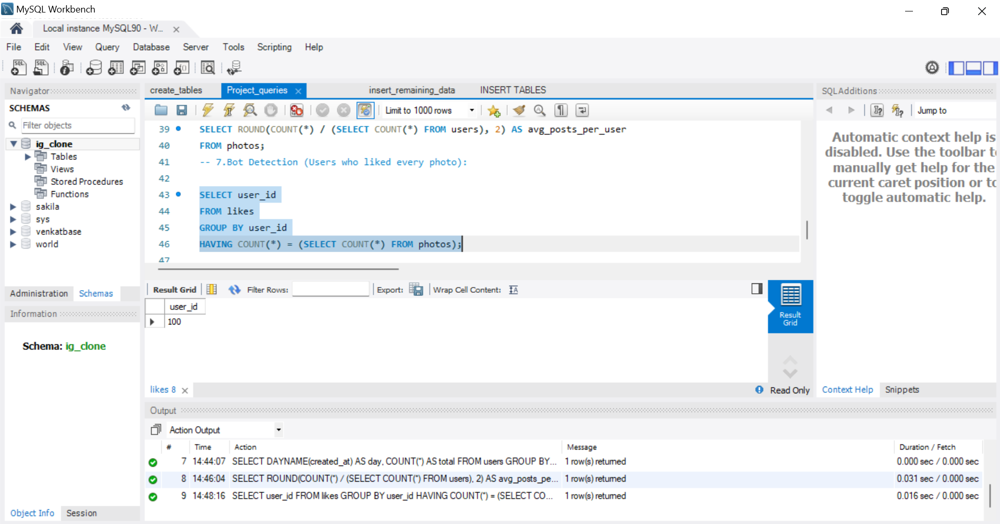 MySQL Workbench
Local instance MySQL90 - W...
File Edit View Query Database Server Tools Scripting Help
Navigator
SCHEMAS
Filter objects
ig_clone
Tables
Views
Stored Procedures
Functions
sakila
sys
venkatbase
world
Administration Schemas
Information
Schema: ig_clone
Object Info Session
create_tables Project_queries insert_remaining_data INSERT TABLES
Limit to 1000 rows
39 SELECT ROUND(COUNT(*) / (SELECT COUNT(*) FROM users), 2) AS avg_posts_per_user
40 FROM photos;
41 -- 7.Bot Detection (Users who liked every photo):
42
43 SELECT user_id
44 FROM likes
45 GROUP BY user_id
46 HAVING COUNT(*) = (SELECT COUNT(*) FROM photos);
47
Result Grid Filter Rows: Export: Wrap Cell Content:
user_id
100
Result
Grid
likes 8
Read Only
SQLAdditions
Jump to
Automatic context help is
disabled. Use the toolbar to
manually get help for the
current caret position or to
toggle automatic help.
Context Help Snippets
Output
Action Output
# Time Action Message Duration / Fetch
7 14:44:07 SELECT DAYNAME(created_at) AS day, COUNT(*) AS total FROM users GROUP BY... 1 row(s) returned 0.000 sec / 0.000 sec
8 14:46:04 SELECT ROUND(COUNT(*) / (SELECT COUNT(*) FROM users), 2) AS avg_posts_pe... 1 row(s) returned 0.031 sec / 0.000 sec
9 14:48:16 SELECT user_id FROM likes GROUP BY user_id HAVING COUNT(*) = (SELECT CO... 1 row(s) returned 0.016 sec / 0.000 sec